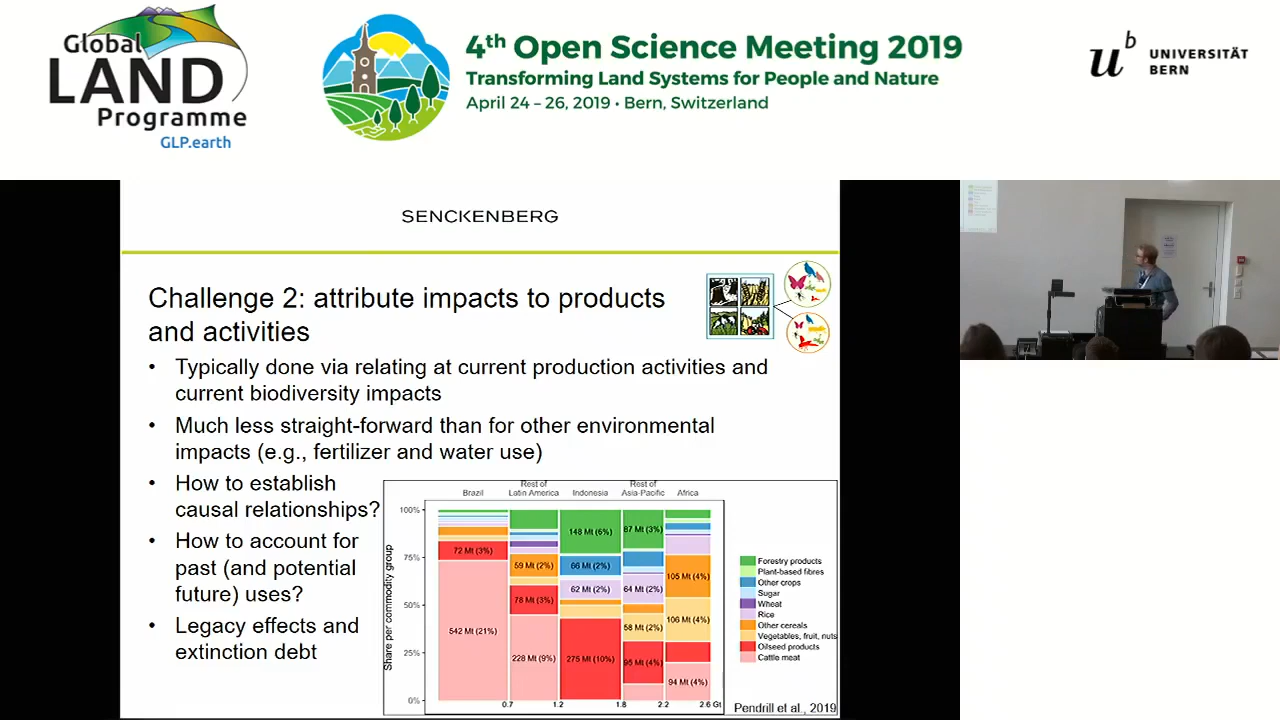 Global
LAND
Programme
GLP.earth
4th Open Science Meeting 2019
Transforming Land Systems for People and Nature
April 24 – 26, 2019 • Bern, Switzerland
u^b
UNIVERSITÄT
BERN
SENCKENBERG
Challenge 2: attribute impacts to products
and activities
• Typically done via relating at current production activities and
current biodiversity impacts
• Much less straight-forward than for other environmental
impacts (e.g., fertilizer and water use)
• How to establish
causal relationships?
• How to account for
past (and potential
future) uses?
• Legacy effects and
extinction debt
Brazil
Rest of
Latin America
Indonesia
Rest of
Asia-Pacific
Africa
Share per commodity group
100%
75%
50%
25%
0%
72 Mt (3%)
542 Mt (21%)
59 Mt (2%)
78 Mt (3%)
228 Mt (9%)
148 Mt (6%)
66 Mt (2%)
62 Mt (2%)
275 Mt (10%)
87 Mt (3%)
64 Mt (2%)
58 Mt (2%)
95 Mt (4%)
105 Mt (4%)
106 Mt (4%)
94 Mt (4%)
0.7
1.2
1.8
2.2
2.6 Gt
Forestry products
Plant-based fibres
Other crops
Sugar
Wheat
Rice
Other cereals
Vegetables, fruit, nuts
Oilseed products
Cattle meat
Pendrill et al., 2019